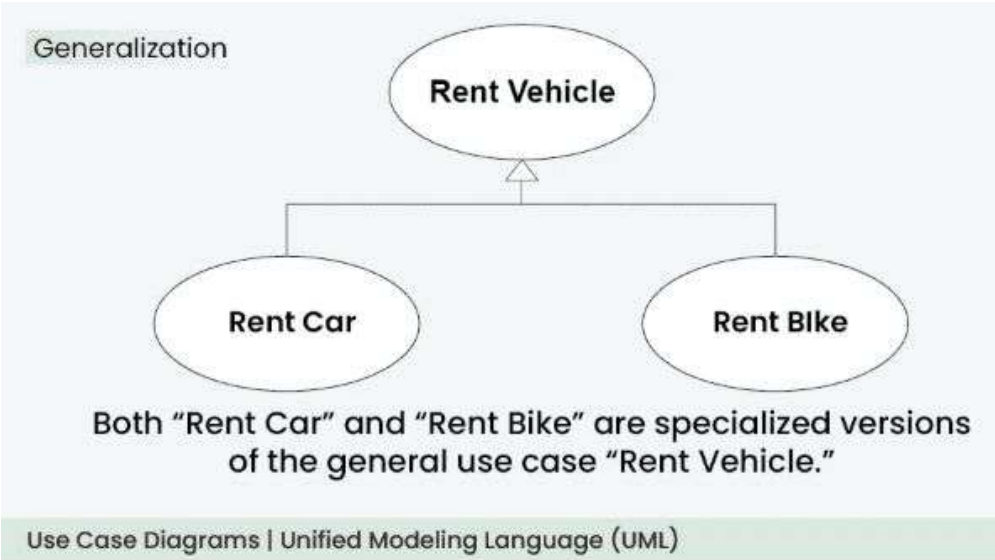 Generalization
Rent Vehicle
Rent Car
Rent BIke
Both “Rent Car” and “Rent Bike” are specialized versions
of the general use case “Rent Vehicle.”
Use Case Diagrams | Unified Modeling Language (UML)